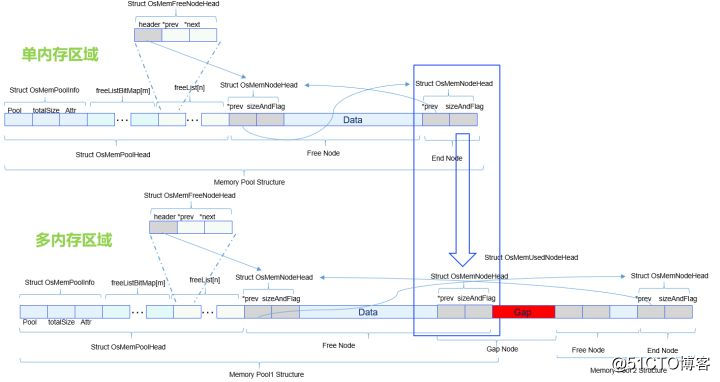 Struct OsMemFreeNodeHead
header *prev *next
单内存区域
Struct OsMemPoolInfo
freeListBitMap[m]
freeList[n]
Struct OsMemNodeHead
Struct OsMemNodeHead
Pool totalSize Attr
*prev sizeAndFlag
*prev sizeAndFlag
Data
Struct OsMemPoolHead
Free Node
End Node
Memory Pool Structure
Struct OsMemFreeNodeHead
header *prev *next
多内存区域
Struct OsMemUsedNodeHead
Struct OsMemPoolInfo
freeListBitMap[m]
freeList[n]
Struct OsMemNodeHead
Struct OsMemNodeHead
Struct OsMemNodeHead
*prev sizeAndFlag
*prev sizeAndFlag
*prev sizeAndFlag
Pool totalSize Attr
Data
Gap
Struct OsMemPoolHead
Free Node
Gap Node
Free Node
End Node
Memory Pool1 Structure
Memory Pool 2 Structure
@51CTO博客